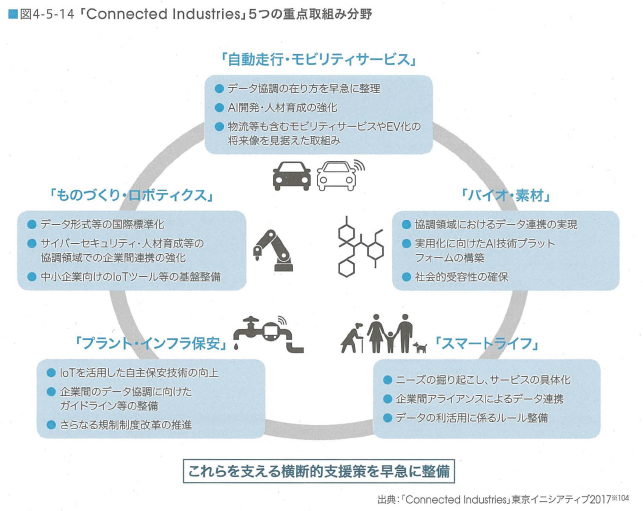 ■図4-5-14 「Connected Industries」5つの重点取組み分野
「自動走行・モビリティサービス」
● データ協調の在り方を早急に整理
● AI開発・人材育成の強化
● 物流等も含むモビリティサービスやEV化の
将来像を見据えた取組み
「ものづくり・ロボティクス」
● データ形式等の国際標準化
● サイバーセキュリティ・人材育成等の
協調領域での企業間連携の強化
● 中小企業向けのIoTツール等の基盤整備
「バイオ・素材」
● 協調領域におけるデータ連携の実現
● 実用化に向けたAI技術プラット
フォームの構築
● 社会的受容性の確保
「プラント・インフラ保安」
● IoTを活用した自主保安技術の向上
● 企業間のデータ協調に向けた
ガイドライン等の整備
● さらなる規制制度改革の推進
「スマートライフ」
● ニーズの掘り起こし、サービスの具体化
● 企業間アライアンスによるデータ連携
● データの利活用に係るルール整備
これらを支える横断的支援策を早急に整備
出典:「Connected Industries」東京イニシアティブ2017※104